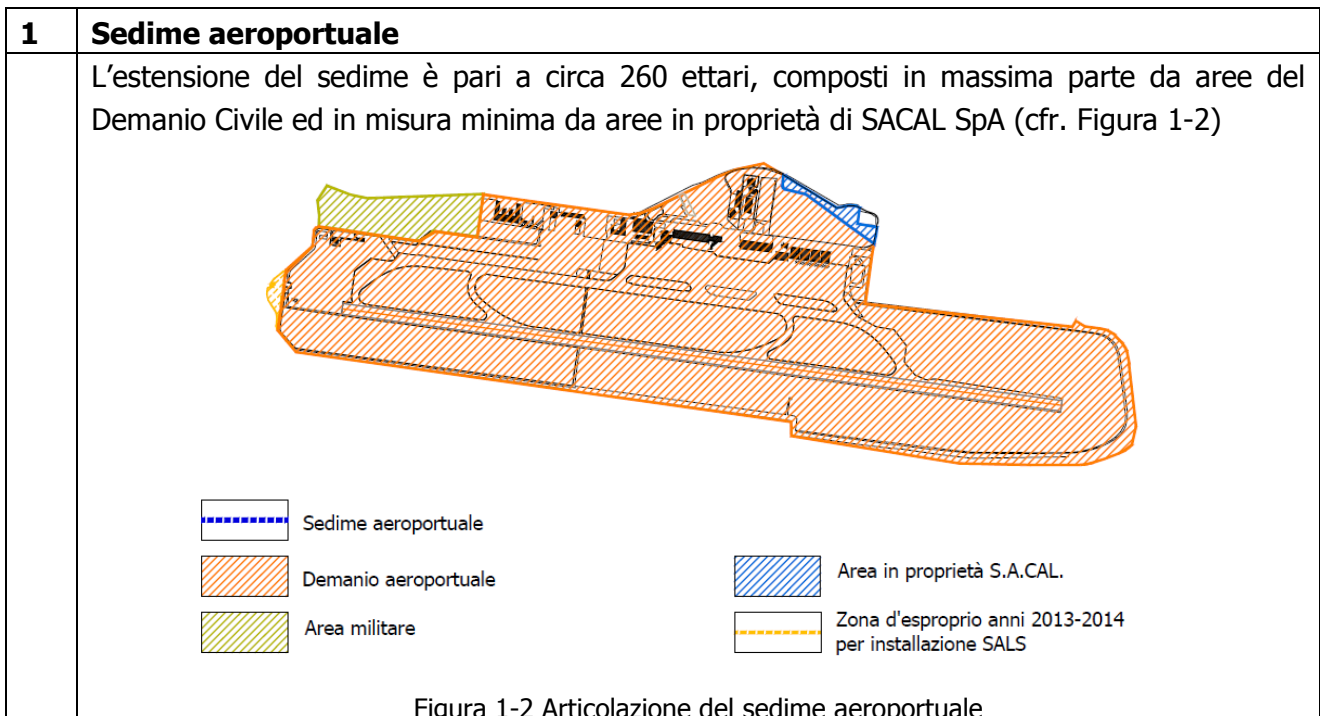 1 Sedime aeroportuale
L’estensione del sedime è pari a circa 260 ettari, composti in massima parte da aree del
Demanio Civile ed in misura minima da aree in proprietà di SACAL SpA (cfr. Figura 1-2)
Sedime aeroportuale
Demanio aeroportuale
Area militare
Area in proprietà S.A.CAL.
Zona d'esproprio anni 2013-2014
per installazione SALS
Figura 1-2 Articolazione del sedime aeroportuale